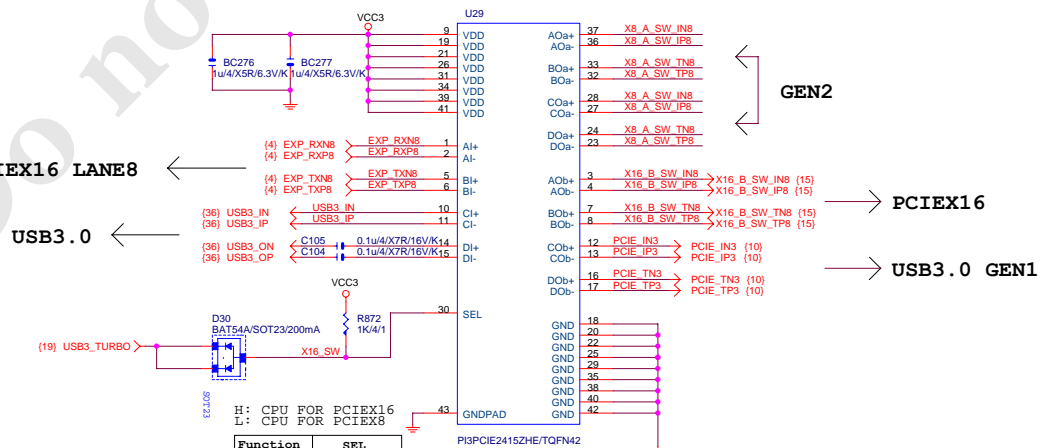 U29
VCC3
BC276
1u/4/X5R/6.3V/K
BC277
1u/4/X5R/6.3V/K
9 VDD
19 VDD
21 VDD
26 VDD
31 VDD
34 VDD
39 VDD
41 VDD
AOa+ 37 X8_A_SW_IN8
AOa- 36 X8_A_SW_IP8
BOa+ 33 X8_A_SW_TN8
BOa- 32 X8_A_SW_TP8
COa+ 28 X8_A_SW_IN8
COa- 27 X8_A_SW_IP8
DOa+ 24 X8_A_SW_TN8
DOa- 23 X8_A_SW_TP8
GEN2
IEX16 LANE8
{4} EXP_RXN8 EXP_RXN8 1 AI+
{4} EXP_RXP8 EXP_RXP8 2 AI-
{4} EXP_TXN8 EXP_TXN8 5 BI+
{4} EXP_TXP8 EXP_TXP8 6 BI-
USB3.0
{36} USB3_IN USB3_IN 10 CI+
{36} USB3_IP USB3_IP 11 CI-
{36} USB3_ON C105 0.1u/4/X7R/16V/K 14 DI+
{36} USB3_OP C104 0.1u/4/X7R/16V/K 15 DI-
AOb+ 3 X16_B_SW_IN8 X16_B_SW_IN8 {15}
AOb- 4 X16_B_SW_IP8 X16_B_SW_IP8 {15}
BOb+ 7 X16_B_SW_TN8 X16_B_SW_TN8 {15}
BOb- 8 X16_B_SW_TP8 X16_B_SW_TP8 {15}
PCIEX16
COb+ 12 PCIE_IN3 PCIE_IN3 {10}
COb- 13 PCIE_IP3 PCIE_IP3 {10}
DOb+ 16 PCIE_TN3 PCIE_TN3 {10}
DOb- 17 PCIE_TP3 PCIE_TP3 {10}
USB3.0 GEN1
VCC3
R872
1K/4/1
30 SEL
D30
BAT54A/SOT23/200mA
{19} USB3_TURBO
X16_SW
SOT23
GND 18
GND 20
GND 22
GND 25
GND 29
GND 35
GND 38
GND 40
GND 42
43 GNDPAD
H: CPU FOR PCIEX16
L: CPU FOR PCIEX8
Function SEL
PI3PCIE2415ZHE/TQFN42